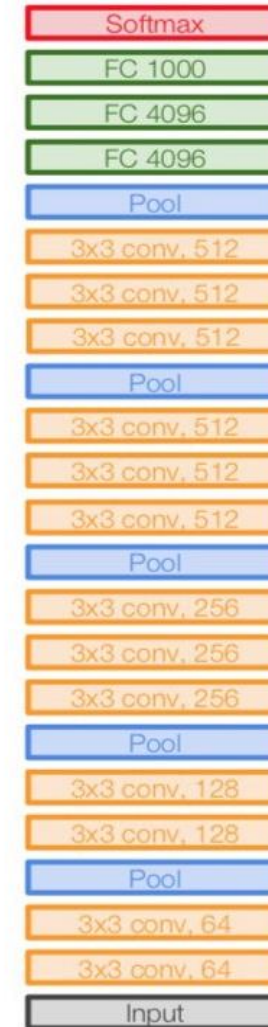 Softmax
FC 1000
FC 4096
FC 4096
Pool
3x3 conv, 512
3x3 conv, 512
3x3 conv, 512
Pool
3x3 conv, 512
3x3 conv, 512
3x3 conv, 512
Pool
3x3 conv, 256
3x3 conv, 256
3x3 conv, 256
Pool
3x3 conv, 128
3x3 conv, 128
Pool
3x3 conv, 64
3x3 conv, 64
Input